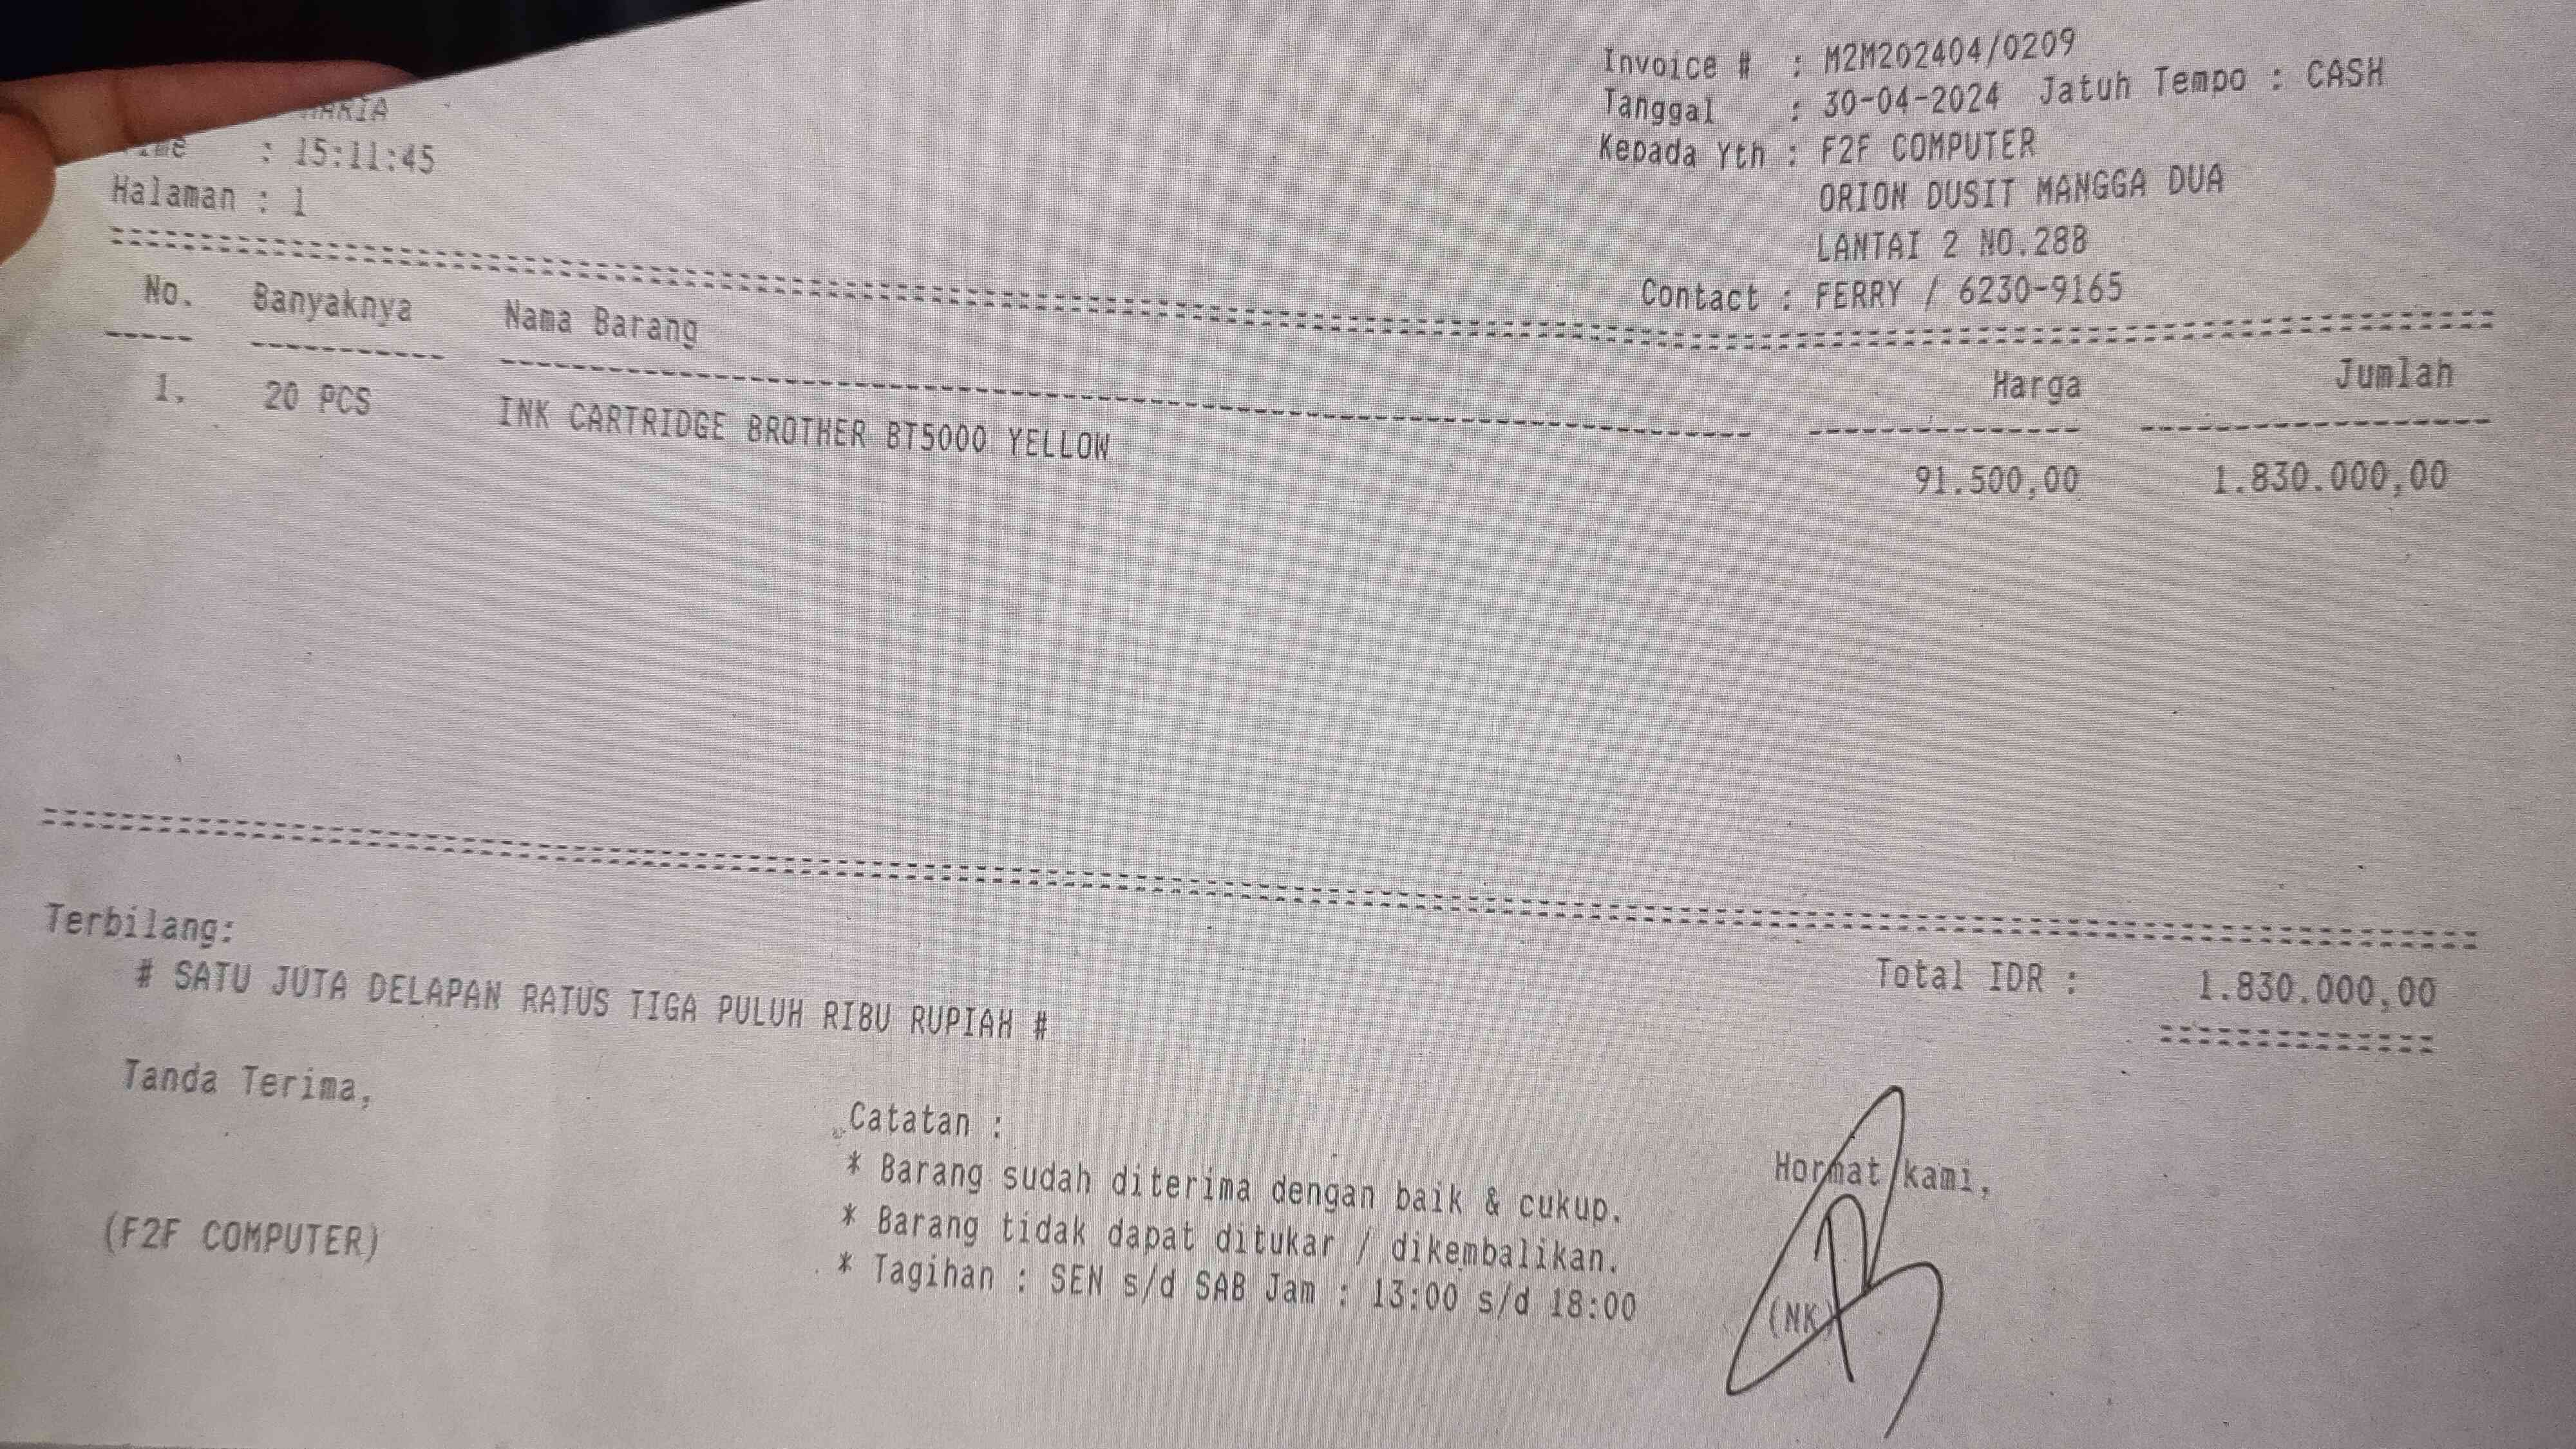 Invoice # : M2M202404/0209
Tanggal : 30-04-2024 Jatuh Tempo : CASH
Kepada Yth : F2F COMPUTER
ORION DUSIT MANGGA DUA
LANTAI 2 NO.28B
Contact : FERRY / 6230-9165
: 15:11:45
Halaman : 1
No. Banyaknya Nama Barang Harga Jumlah
1. 20 PCS INK CARTRIDGE BROTHER BT5000 YELLOW 91.500,00 1.830.000,00
Terbilang:
# SATU JUTA DELAPAN RATUS TIGA PULUH RIBU RUPIAH #
Total IDR : 1.830.000,00
Tanda Terima,
(F2F COMPUTER)
Catatan :
* Barang sudah diterima dengan baik & cukup.
* Barang tidak dapat ditukar / dikembalikan.
* Tagihan : SEN s/d SAB Jam : 13:00 s/d 18:00
Hormat kami,
(NK)